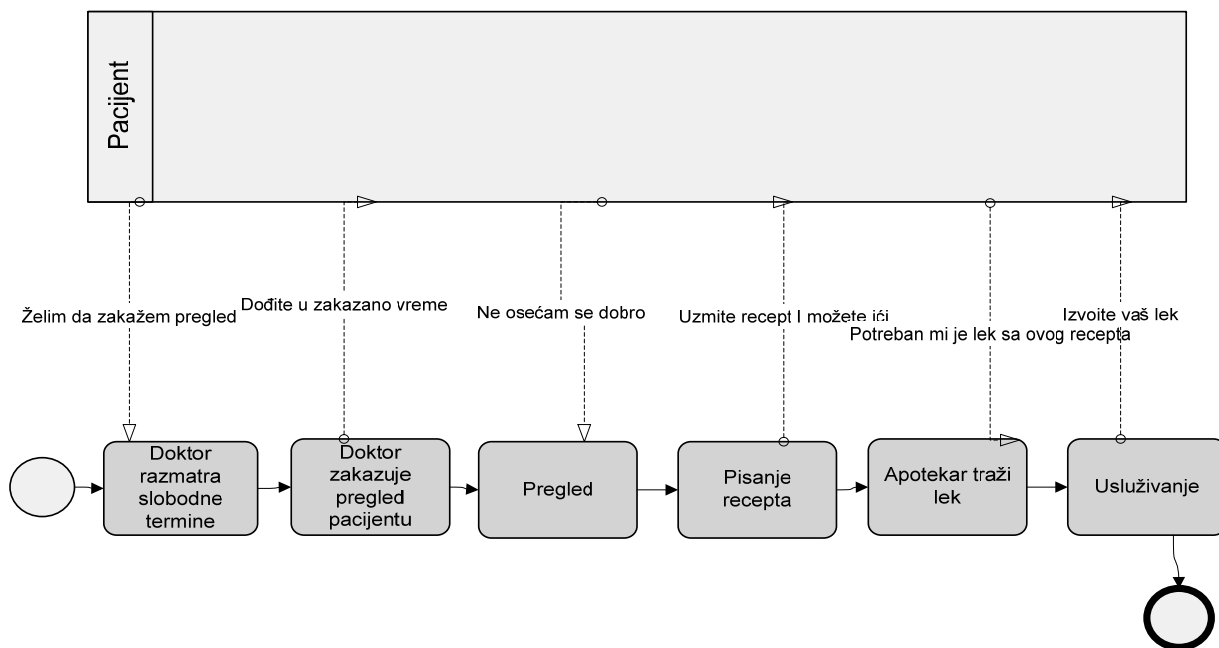 Pacijent
Želim da zakažem pregled
Dođite u zakazano vreme
Ne osećam se dobro
Uzmite recept I možete ići
Potreban mi je lek sa ovog recepta
Izvoite vaš lek
Doktor
razmatra
slobodne
termine
Doktor
zakazuje
pregled
pacijentu
Pregled
Pisanje
recepta
Apotekar traži
lek
Usluživanje